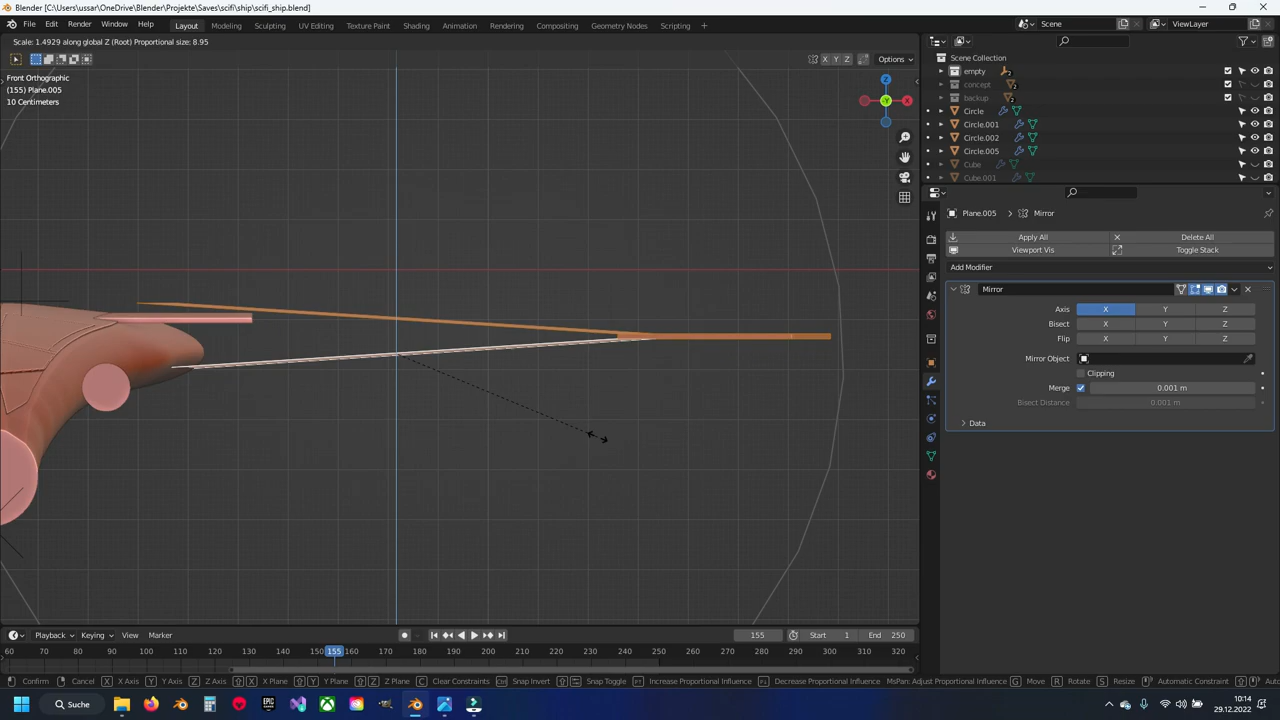 Blender [C:\Users\ussar\OneDrive\Blender\Projekte\Saves\scifi\ship\scifi_ship.blend]
File Edit Render Window Help Layout Modeling Sculpting UV Editing Texture Paint Shading Animation Rendering Compositing Geometry Nodes Scripting + Scene ViewLayer
Scale: 1.4929 along global Z (Root) Proportional size: 8.95
X Y Z Options
Front Orthographic
(155) Plane.005
10 Centimeters
Z
X
Y
Scene Collection
empty 2
concept 2
backup 2
Circle
Circle.001
Circle.002
Circle.005
Cube
Cube.001
Plane.005 > Mirror
Apply All Delete All
Viewport Vis Toggle Stack
Add Modifier
Mirror
Axis X Y Z
Bisect X Y Z
Flip X Y Z
Mirror Object
Clipping
Merge 0.001 m
Bisect Distance 0.001 m
Data
Playback Keying View Marker 155 Start 1 End 250
60 70 80 90 100 110 120 130 140 150 155 160 170 180 190 200 210 220 230 240 250 260 270 280 290 300 310 320
Confirm Cancel X X Axis Y Y Axis Z Z Axis X X Plane Y Y Plane Z Z Plane C Clear Constraints Snap Invert Snap Toggle Increase Proportional Influence Decrease Proportional Influence MsPan: Adjust Proportional Influence G Move R Rotate S Resize Automatic Constraint
Suche
10:14
29.12.2022